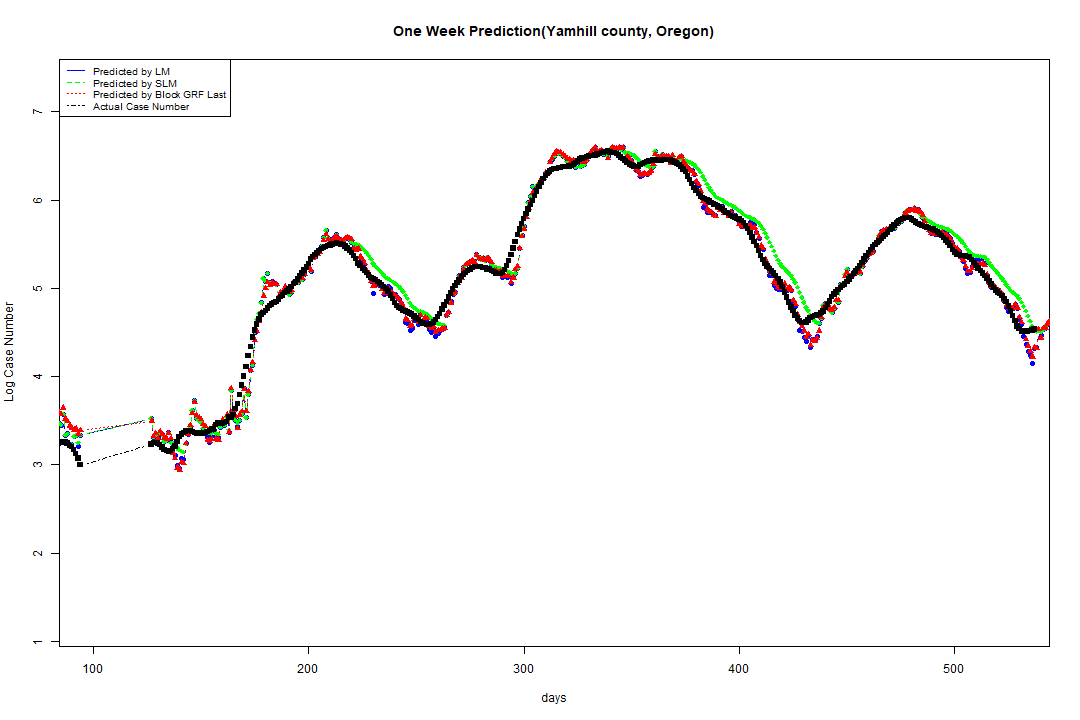 One Week Prediction(Yamhill county, Oregon)
Predicted by LM
Predicted by SLM
Predicted by Block GRF Last
Actual Case Number
7
6
5
4
3
2
1
Log Case Number
100 200 300 400 500
days